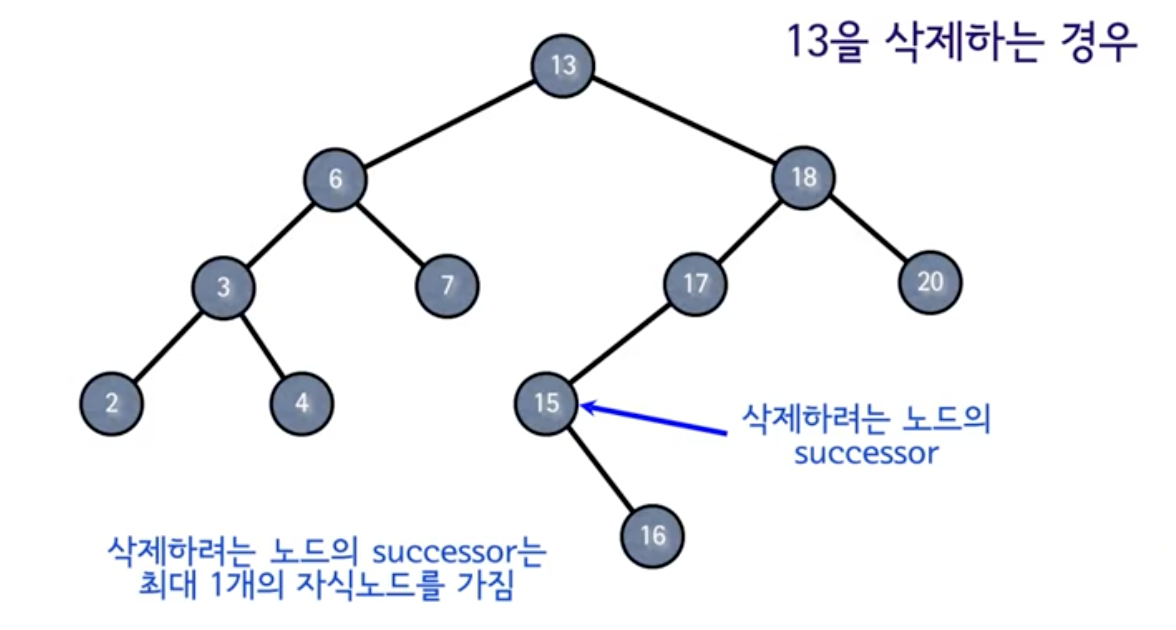 13을 삭제하는 경우
13
6
18
3
7
17
20
2
4
15
삭제하려는 노드의
successor
16
삭제하려는 노드의 successor는
최대 1개의 자식노드를 가짐